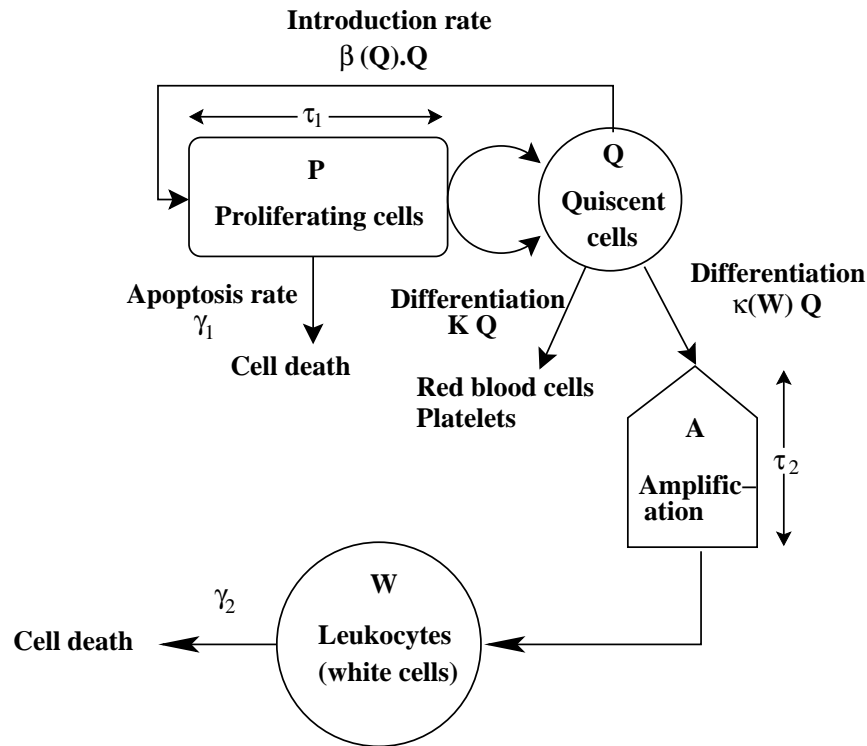 Introduction rate
β (Q).Q
τ1
P
Proliferating cells
Q
Quiscent
cells
Apoptosis rate
γ1
Cell death
Differentiation
K Q
Differentiation
κ(W) Q
Red blood cells
Platelets
A
Amplific–
ation
τ2
W
Leukocytes
(white cells)
γ2
Cell death